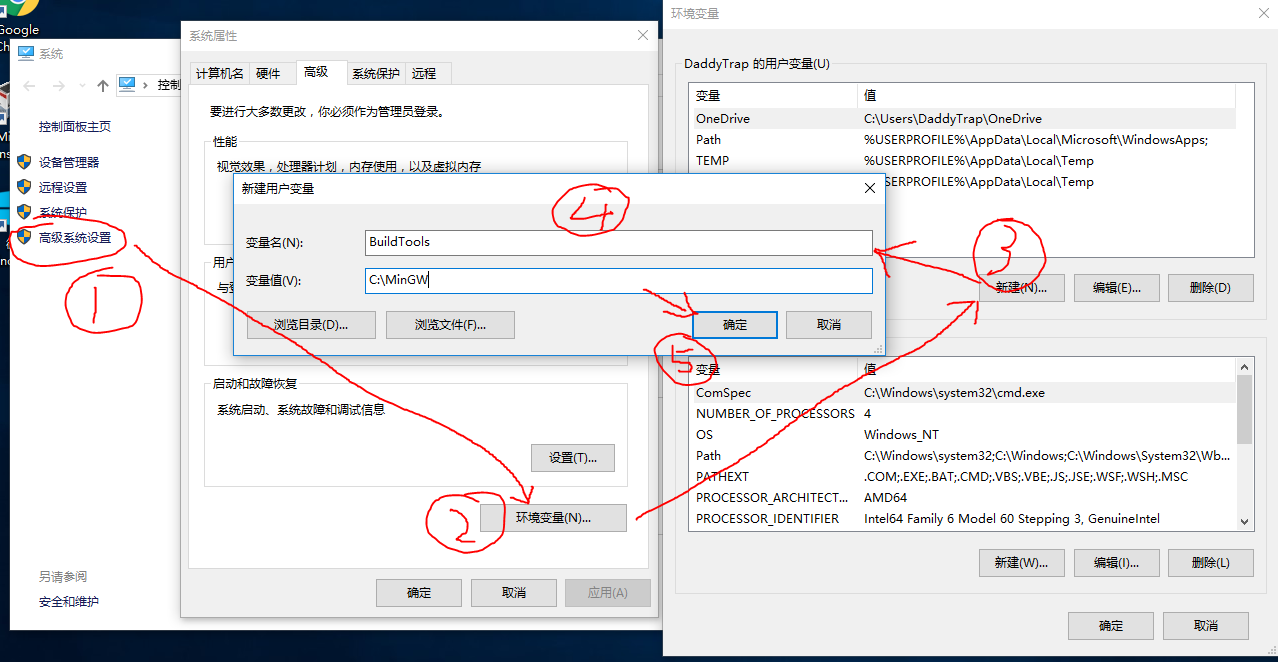 Google
系统
控制
控制面板主页
设备管理器
远程设置
系统保护
高级系统设置
1
另请参阅
安全和维护
系统属性
计算机名
硬件
高级
系统保护
远程
要进行大多数更改，你必须作为管理员登录。
性能
视觉效果，处理器计划，内存使用，以及虚拟内存
用户
启动和故障恢复
系统启动、系统故障和调试信息
设置(T)...
2
环境变量(N)...
确定
取消
应用(A)
新建用户变量
4
变量名(N):
BuildTools
变量值(V):
C:\MinGW
浏览目录(D)...
浏览文件(F)...
确定
取消
5
环境变量
DaddyTrap 的用户变量(U)
变量 值
OneDrive C:\Users\DaddyTrap\OneDrive
Path %USERPROFILE%\AppData\Local\Microsoft\WindowsApps;
TEMP %USERPROFILE%\AppData\Local\Temp
SERPROFILE%\AppData\Local\Temp
3
新建(N)...
编辑(E)...
删除(D)
变量 值
ComSpec C:\Windows\system32\cmd.exe
NUMBER_OF_PROCESSORS 4
OS Windows_NT
Path C:\Windows\system32;C:\Windows;C:\Windows\System32\Wb...
PATHEXT .COM;.EXE;.BAT;.CMD;.VBS;.VBE;.JS;.JSE;.WSF;.WSH;.MSC
PROCESSOR_ARCHITECT... AMD64
PROCESSOR_IDENTIFIER Intel64 Family 6 Model 60 Stepping 3, GenuineIntel
新建(W)...
编辑(I)...
删除(L)
确定
取消